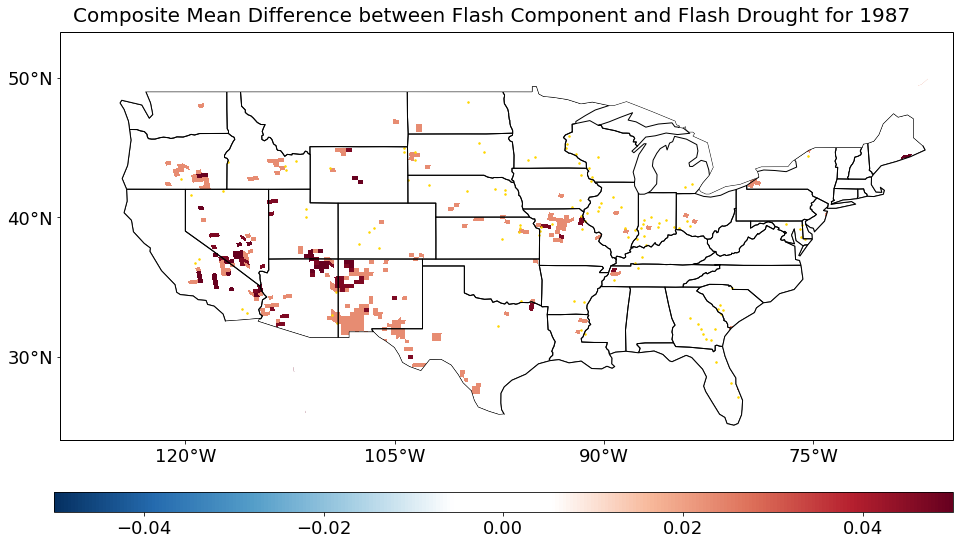 Composite Mean Difference between Flash Component and Flash Drought for 1987
50°N
40°N
30°N
120°W 105°W 90°W 75°W
−0.04 −0.02 0.00 0.02 0.04